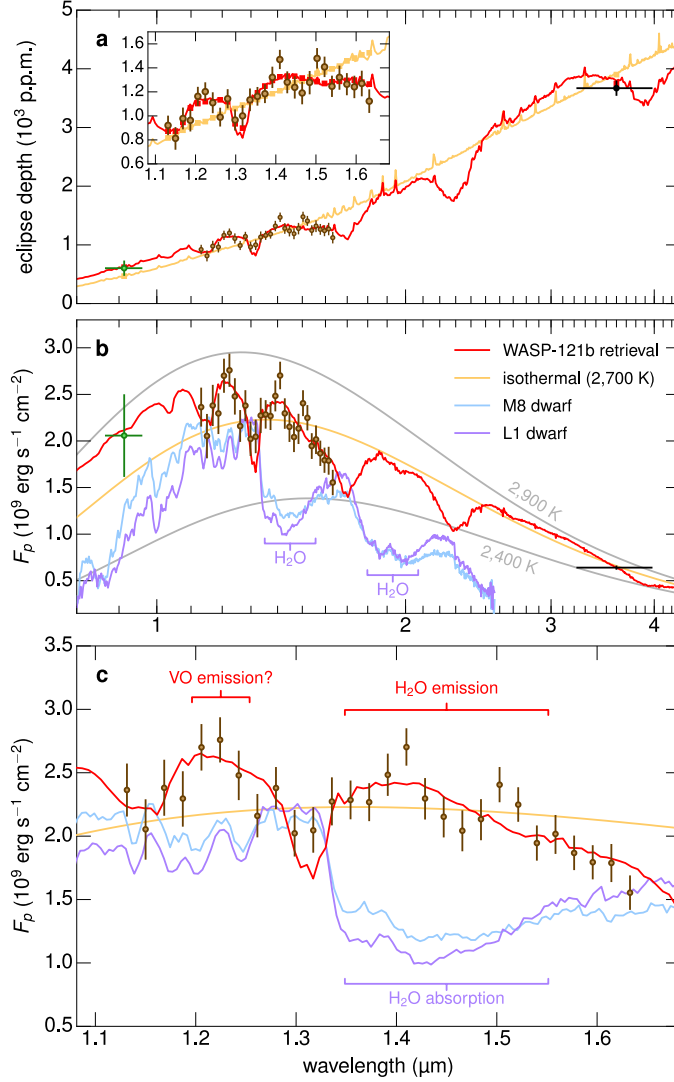 a
1.6
1.4
1.2
1.0
0.8
0.6
1.1 1.2 1.3 1.4 1.5 1.6
eclipse depth (10³ p.p.m.)
5
4
3
2
1
0
b
WASP-121b retrieval
isothermal (2,700 K)
M8 dwarf
L1 dwarf
2,900 K
2,400 K
H₂O
H₂O
Fₚ (10⁹ erg s⁻¹ cm⁻²)
3.0
2.5
2.0
1.5
1.0
0.5
1 2 3 4
c
VO emission?
H₂O emission
H₂O absorption
Fₚ (10⁹ erg s⁻¹ cm⁻²)
3.5
3.0
2.5
2.0
1.5
1.0
0.5
1.1 1.2 1.3 1.4 1.5 1.6
wavelength (μm)